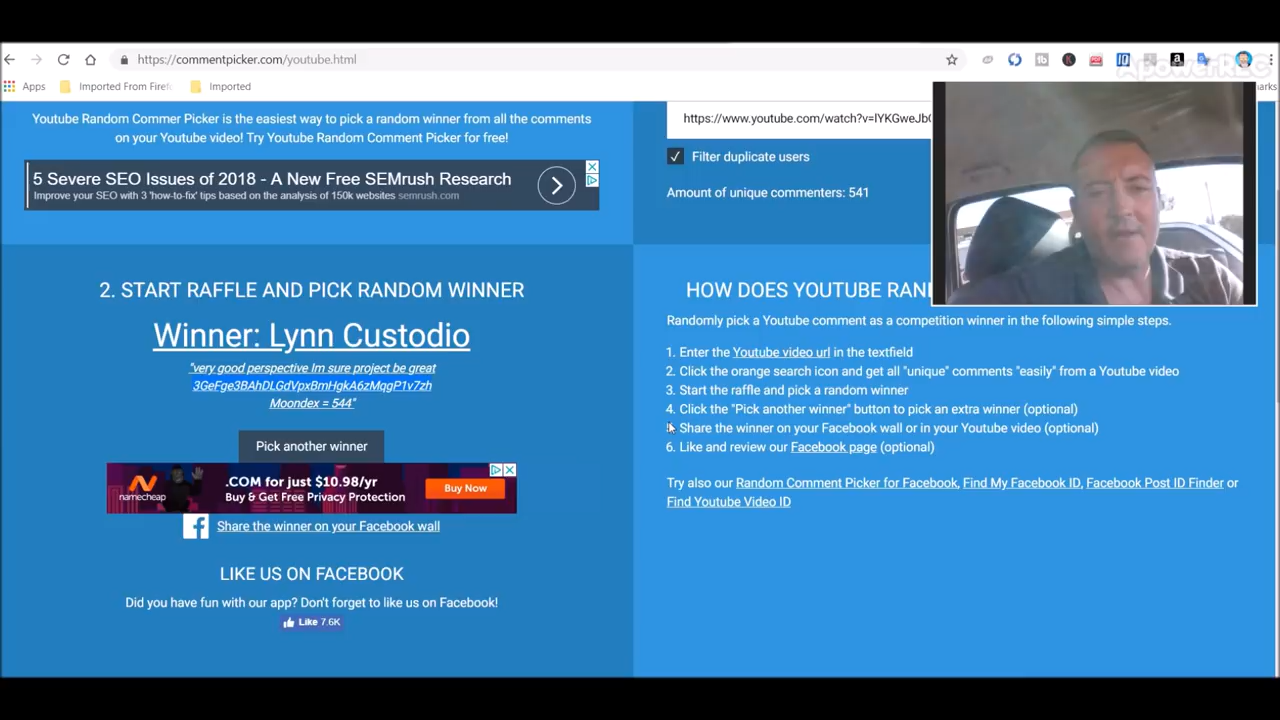 ApowerREC
https://commentpicker.com/youtube.html
Apps
Imported From Firef
Imported
Youtube Random Commer Picker is the easiest way to pick a random winner from all the comments
on your Youtube video! Try Youtube Random Comment Picker for free!
5 Severe SEO Issues of 2018 - A New Free SEMrush Research
Improve your SEO with 3 'how-to-fix' tips based on the analysis of 150k websites semrush.com
Filter duplicate users
Amount of unique commenters: 541
2. START RAFFLE AND PICK RANDOM WINNER
Winner: Lynn Custodio
"very good perspective Im sure project be great
3GeFge3BAhDLGdVpxBmHgkA6zMqgP1v7zh
Moondex = 544"
Pick another winner
namecheap
.COM for just $10.98/yr
Buy & Get Free Privacy Protection
Buy Now
Share the winner on your Facebook wall
LIKE US ON FACEBOOK
Did you have fun with our app? Don't forget to like us on Facebook!
Like 7.6K
HOW DOES YOUTUBE RAN
Randomly pick a Youtube comment as a competition winner in the following simple steps.
1. Enter the Youtube video url in the textfield
2. Click the orange search icon and get all "unique" comments "easily" from a Youtube video
3. Start the raffle and pick a random winner
4. Click the "Pick another winner" button to pick an extra winner (optional)
Share the winner on your Facebook wall or in your Youtube video (optional)
6. Like and review our Facebook page (optional)
Try also our Random Comment Picker for Facebook, Find My Facebook ID, Facebook Post ID Finder or
Find Youtube Video ID